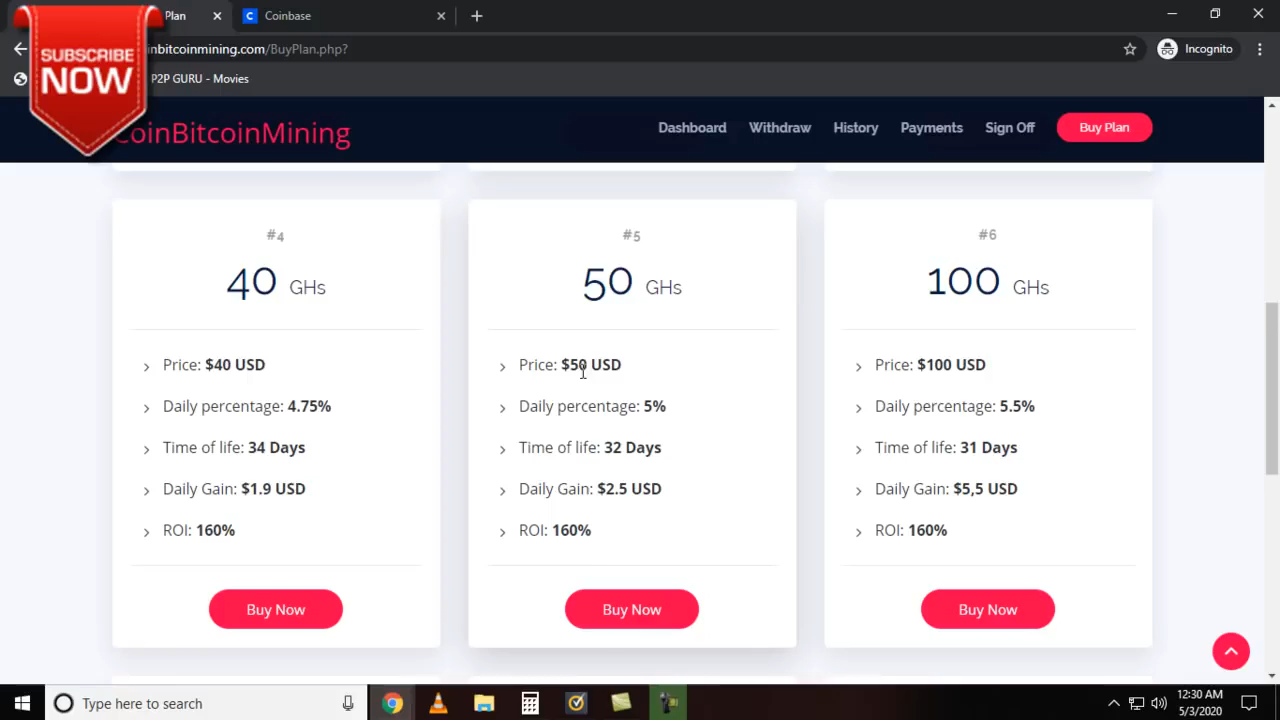 Plan
Coinbase
SUBSCRIBE
NOW
inbitcoinmining.com/BuyPlan.php?
Incognito
P2P GURU - Movies
CoinBitcoinMining
Dashboard
Withdraw
History
Payments
Sign Off
Buy Plan
#4
40 GHs
Price: $40 USD
Daily percentage: 4.75%
Time of life: 34 Days
Daily Gain: $1.9 USD
ROI: 160%
Buy Now
#5
50 GHs
Price: $50 USD
Daily percentage: 5%
Time of life: 32 Days
Daily Gain: $2.5 USD
ROI: 160%
Buy Now
#6
100 GHs
Price: $100 USD
Daily percentage: 5.5%
Time of life: 31 Days
Daily Gain: $5,5 USD
ROI: 160%
Buy Now
Type here to search
12:30 AM
5/3/2020